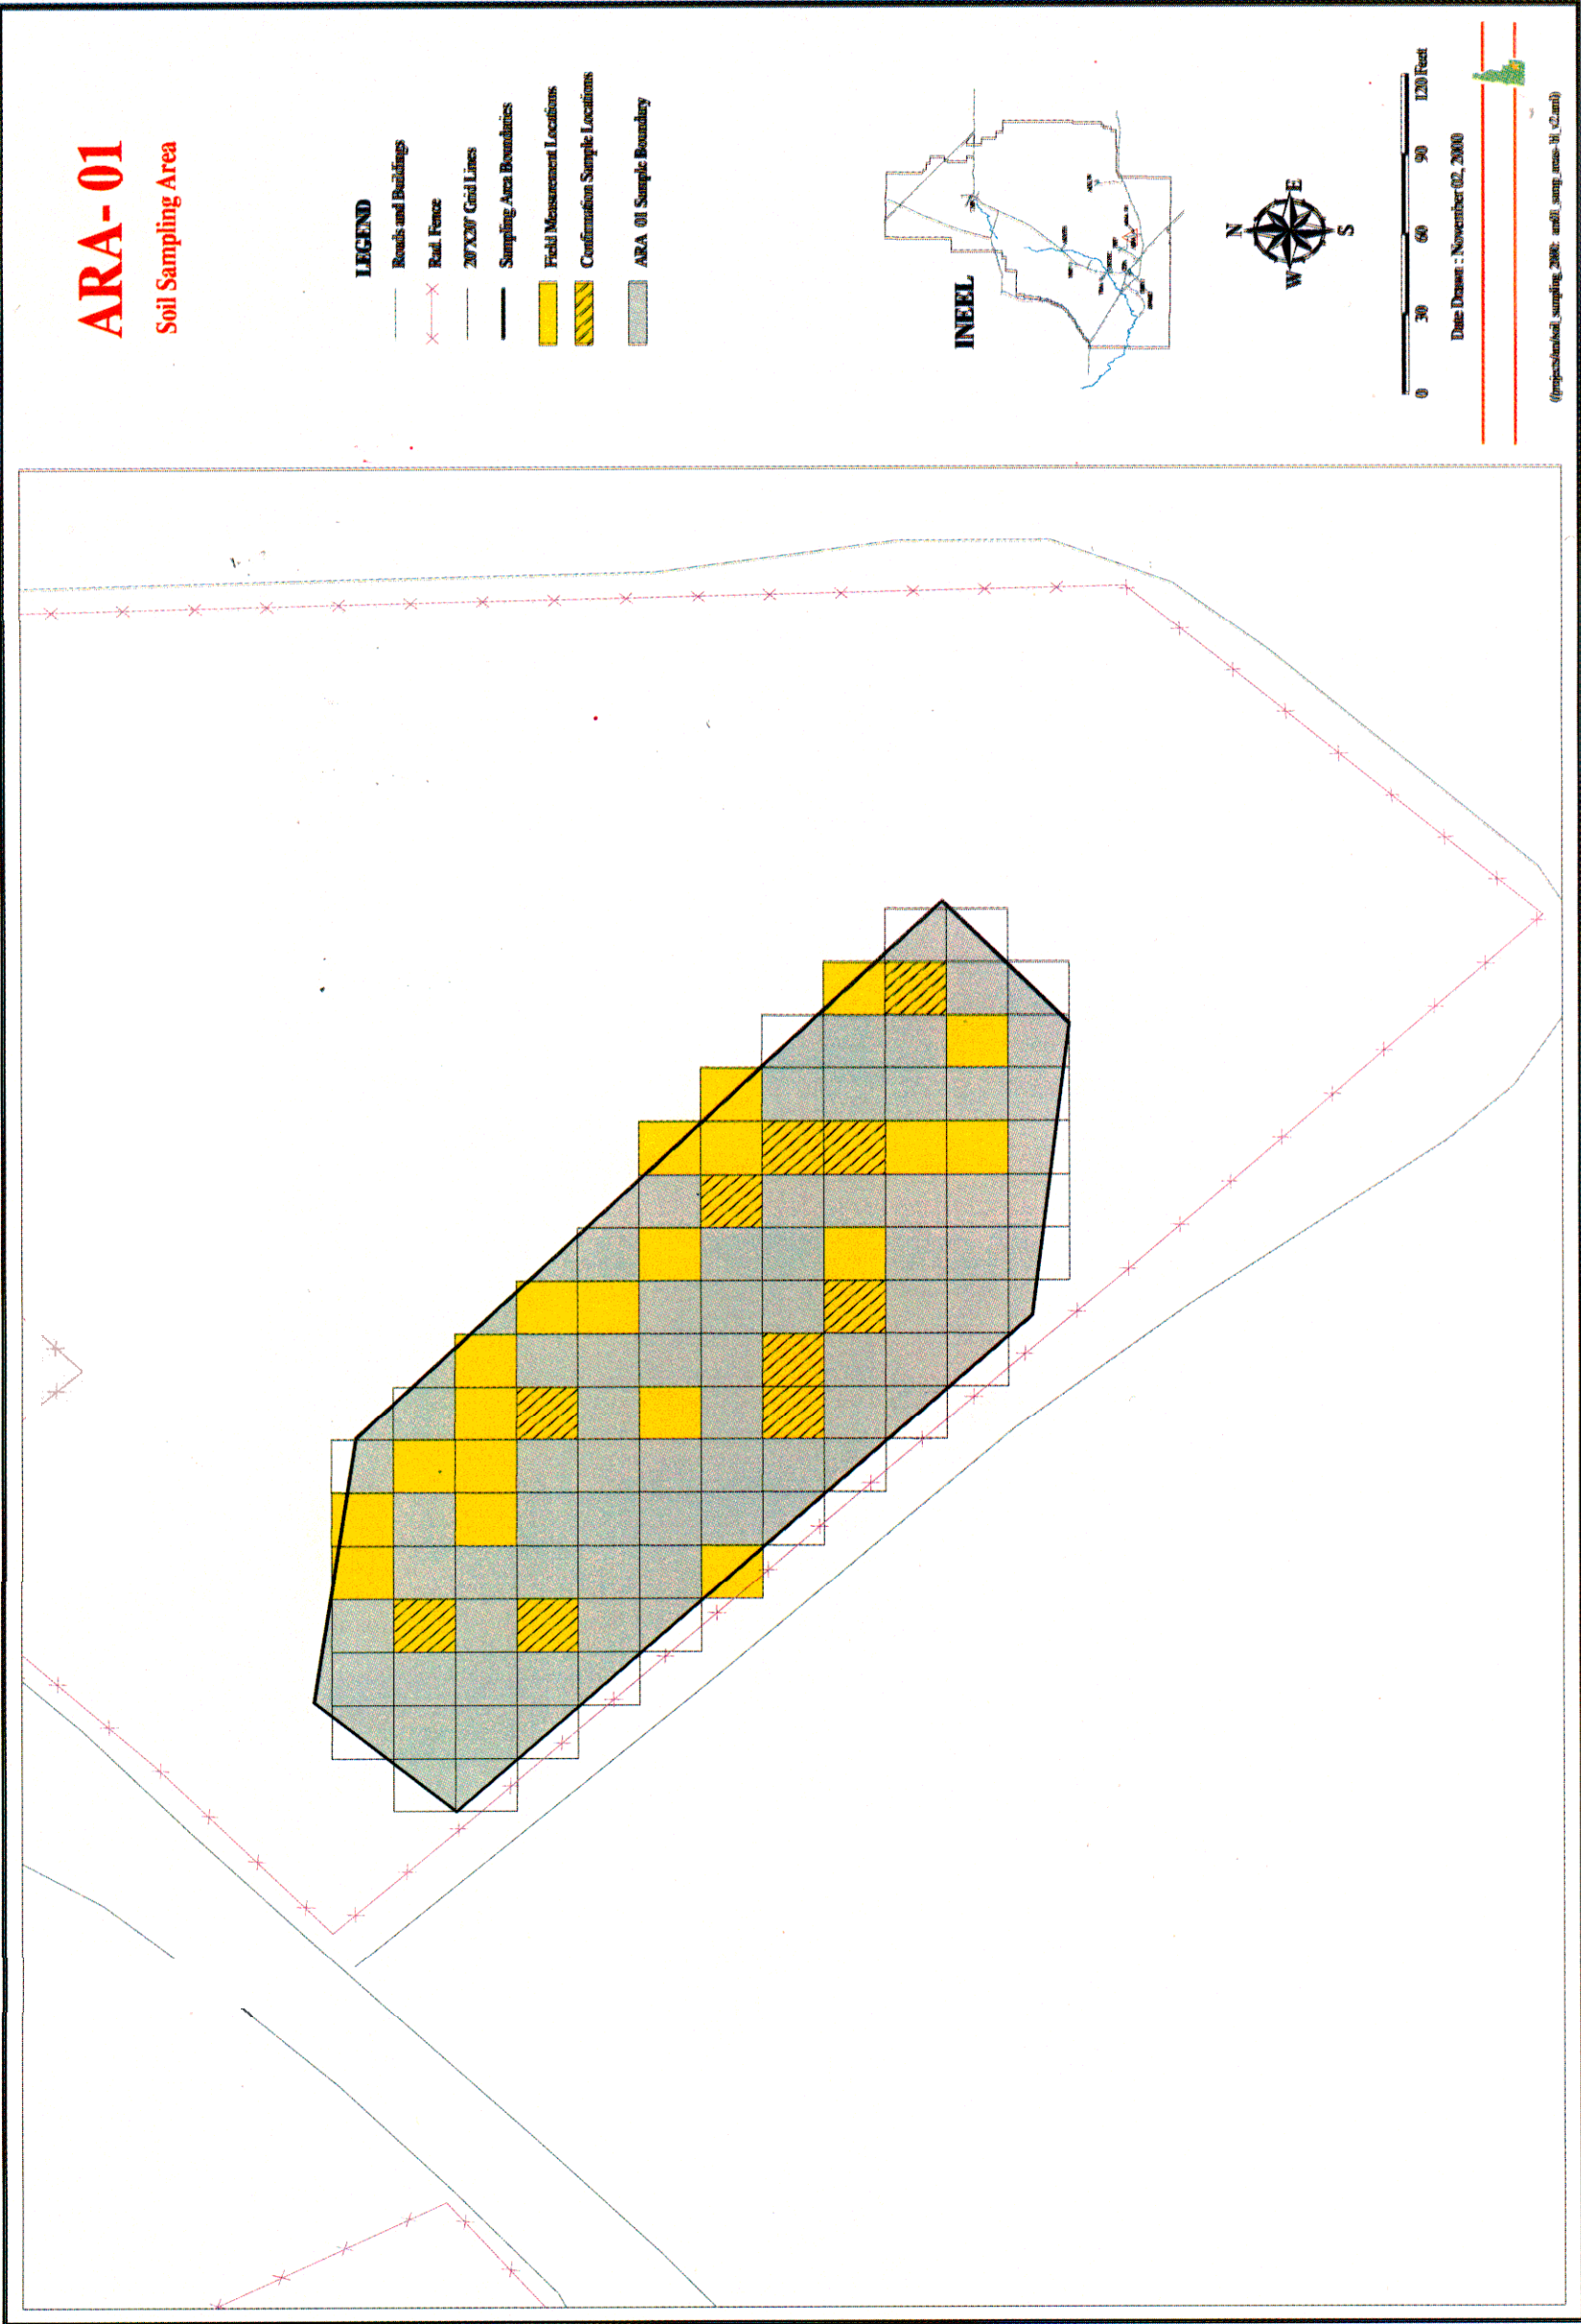 ARA - 01
Soil Sampling Area
LEGEND
Roads and Buildings
Rad. Fence
20'X20' Grid Lines
Sampling Area Boundaries
Field Measurement Locations
Confirmation Sample Locations
ARA 01 Sample Boundary
INEEL
N
W
E
S
0 30 60 90 120 Feet
Date Drawn : November 02, 2000